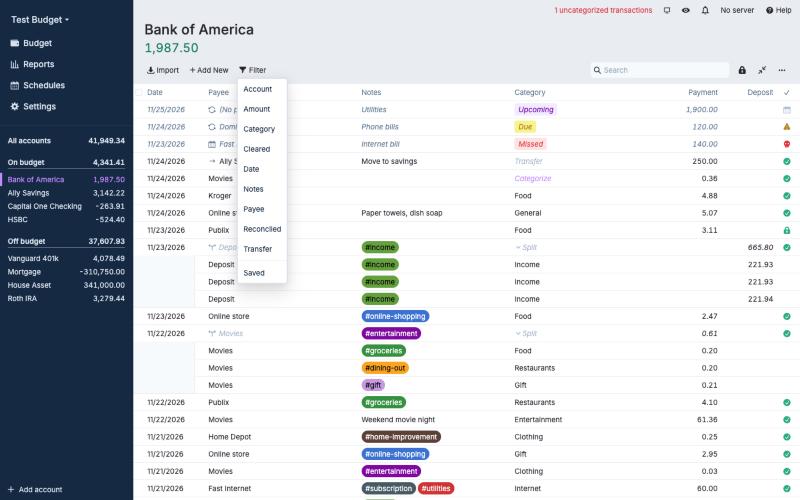 Test Budget
Budget
Reports
Schedules
Settings
All accounts 41,949.34
On budget 4,341.41
Bank of America 1,987.50
Ally Savings 3,142.22
Capital One Checking -263.91
HSBC -524.40
Off budget 37,607.93
Vanguard 401k 4,078.49
Mortgage -310,750.00
House Asset 341,000.00
Roth IRA 3,279.44
Add account
1 uncategorized transactions No server Help
Bank of America
1,987.50
Import Add New Filter Search
Account
Amount
Category
Cleared
Date
Notes
Payee
Reconciled
Transfer
Saved
Date Payee Notes Category Payment Deposit
11/25/2026 (No p Utilities Upcoming 1,900.00
11/24/2026 Domi Phone bills Due 120.00
11/23/2026 Fast Internet bill Missed 140.00
11/24/2026 Ally S Move to savings Transfer 250.00
11/24/2026 Movies Categorize 0.36
11/24/2026 Kroger Food 4.88
11/24/2026 Online s Paper towels, dish soap General 5.07
11/23/2026 Publix Food 3.11
11/23/2026 Depo #income Split 665.80
Deposit #income Income 221.93
Deposit #income Income 221.93
Deposit #income Income 221.94
11/23/2026 Online store #online-shopping Food 2.47
11/22/2026 Movies #entertainment Split 0.61
Movies #groceries Food 0.20
Movies #dining-out Restaurants 0.20
Movies #gift Gift 0.21
11/22/2026 Publix #groceries Restaurants 4.10
11/22/2026 Movies Weekend movie night Entertainment 61.36
11/21/2026 Home Depot #home-improvement Clothing 0.25
11/21/2026 Online store #online-shopping Gift 2.95
11/21/2026 Movies #entertainment Clothing 0.03
11/21/2026 Fast Internet #subscription #utilities Internet 60.00